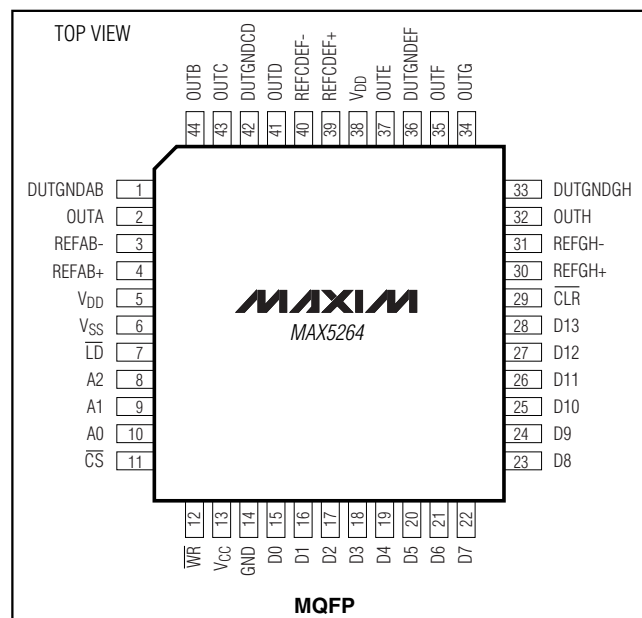 TOP VIEW
OUTB
OUTC
DUTGNDCD
OUTD
REFCDEF-
REFCDEF+
VDD
OUTE
DUTGNDEF
OUTF
OUTG
44
43
42
41
40
39
38
37
36
35
34
DUTGNDAB 1
OUTA 2
REFAB- 3
REFAB+ 4
VDD 5
VSS 6
LD 7
A2 8
A1 9
A0 10
CS 11
MAXIM
MAX5264
33 DUTGNDGH
32 OUTH
31 REFGH-
30 REFGH+
29 CLR
28 D13
27 D12
26 D11
25 D10
24 D9
23 D8
12
13
14
15
16
17
18
19
20
21
22
WR
VCC
GND
D0
D1
D2
D3
D4
D5
D6
D7
MQFP